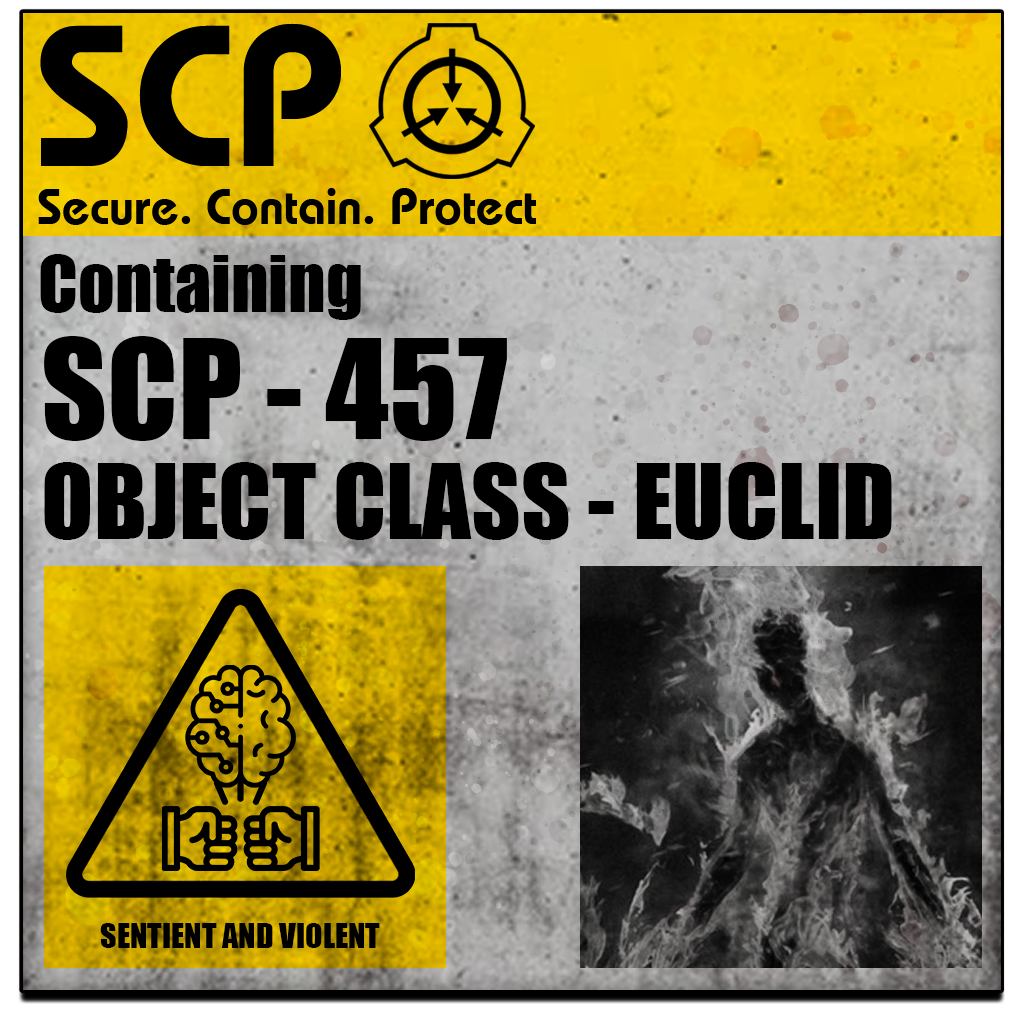 SCP
Secure. Contain. Protect
Containing
SCP - 457
OBJECT CLASS - EUCLID
SENTIENT AND VIOLENT